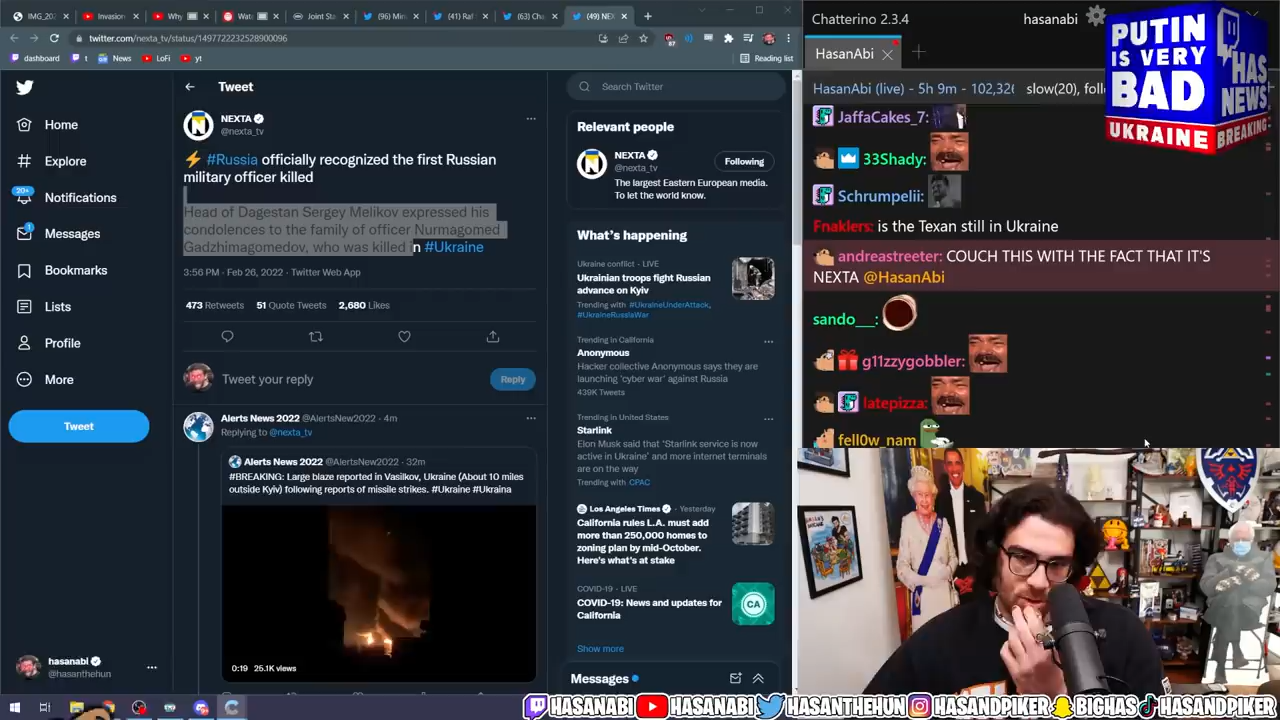 IMG_202
Invasion
Why
Wate
Joint Sta
(96) Min
(41) Raf
(63) Cha
(49) NEX
twitter.com/nexta_tv/status/1497722232528900096
87
dashboard
t
News
LoFi
yt
Reading list
Home
Explore
20+
Notifications
Messages
Bookmarks
Lists
Profile
More
Tweet
hasanabi
@hasanthehun
Tweet
NEXTA
@nexta_tv
⚡ #Russia officially recognized the first Russian
military officer killed
Head of Dagestan Sergey Melikov expressed his
condolences to the family of officer Nurmagomed
Gadzhimagomedov, who was killed in #Ukraine
3:56 PM · Feb 26, 2022 · Twitter Web App
473 Retweets 51 Quote Tweets 2,680 Likes
Tweet your reply
Reply
Alerts News 2022 @AlertsNew2022 · 4m
Replying to @nexta_tv
Alerts News 2022 @AlertsNew2022 · 32m
#BREAKING: Large blaze reported in Vasilkov, Ukraine (About 10 miles
outside Kyiv) following reports of missile strikes. #Ukraine #Ukraina
0:19 25.1K views
Search Twitter
Relevant people
NEXTA
@nexta_tv
Following
The largest Eastern European media.
To let the world know.
What's happening
Ukraine conflict · LIVE
Ukrainian troops fight Russian
advance on Kyiv
Trending with #UkraineUnderAttack,
#UkraineRussiaWar
Trending in California
Anonymous
Hacker collective Anonymous says they are
launching 'cyber war' against Russia
439K Tweets
Trending in United States
Starlink
Elon Musk said that 'Starlink service is now
active in Ukraine' and more internet terminals
are on the way
Trending with CPAC
Los Angeles Times · Yesterday
California rules L.A. must add
more than 250,000 homes to
zoning plan by mid-October.
Here's what's at stake
COVID-19 · LIVE
COVID-19: News and updates for
California
CA
Show more
Messages
Chatterino 2.3.4
hasanabi
HasanAbi
HasanAbi (live) - 5h 9m - 102,326
slow(20), foll
JaffaCakes_7:
33Shady:
Schrumpelii:
Fnaklers: is the Texan still in Ukraine
andreastreeter: COUCH THIS WITH THE FACT THAT IT'S
NEXTA @HasanAbi
sando__:
g11zzygobbler:
latepizza:
fell0w_nam
PUTIN
IS VERY
BAD
UKRAINE
HAS
NEWS
BREAKING
HASANABI HASANABI HASANTHEHUN HASANDPIKER BIGHAS HASANDPIKER